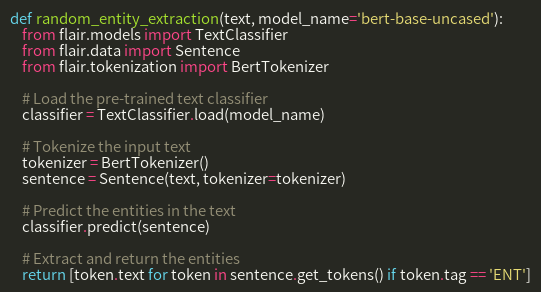 def random_entity_extraction(text, model_name='bert-base-uncased'):
from flair.models import TextClassifier
from flair.data import Sentence
from flair.tokenization import BertTokenizer
# Load the pre-trained text classifier
classifier = TextClassifier.load(model_name)
# Tokenize the input text
tokenizer = BertTokenizer()
sentence = Sentence(text, tokenizer=tokenizer)
# Predict the entities in the text
classifier.predict(sentence)
# Extract and return the entities
return [token.text for token in sentence.get_tokens() if token.tag == 'ENT']